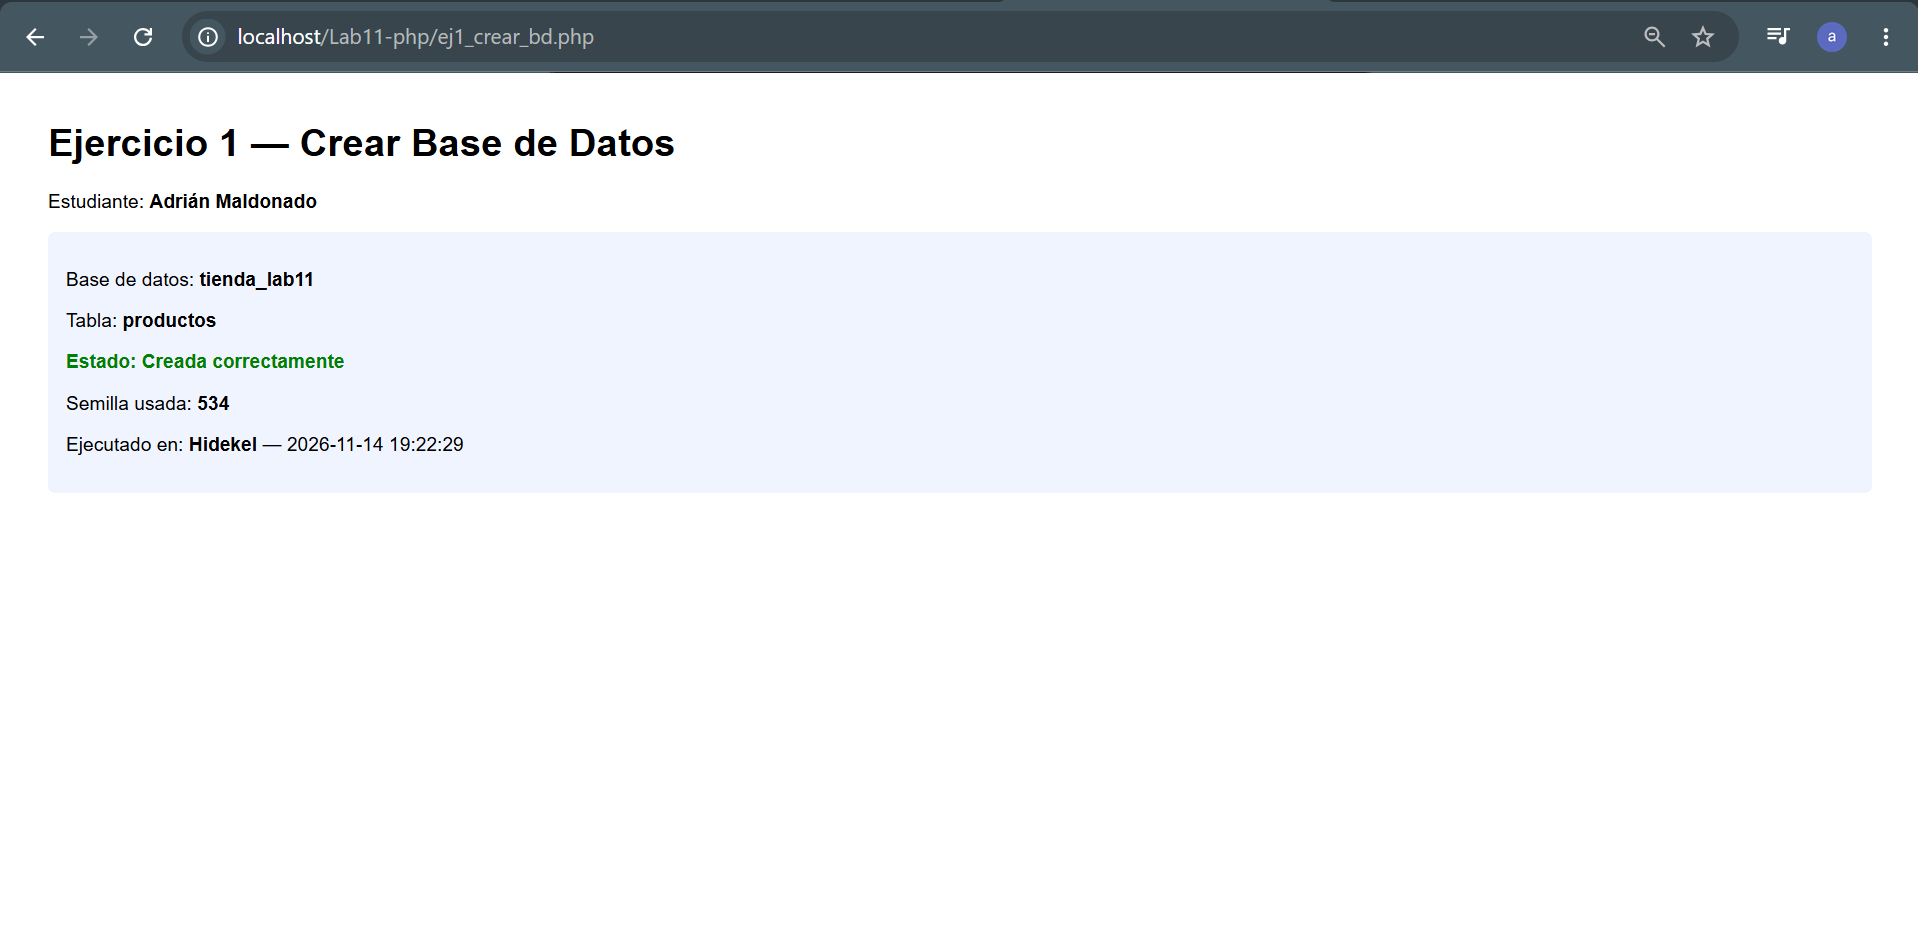 localhost/Lab11-php/ej1_crear_bd.php
a
Ejercicio 1 — Crear Base de Datos
Estudiante: Adrián Maldonado
Base de datos: tienda_lab11
Tabla: productos
Estado: Creada correctamente
Semilla usada: 534
Ejecutado en: Hidekel — 2026-11-14 19:22:29